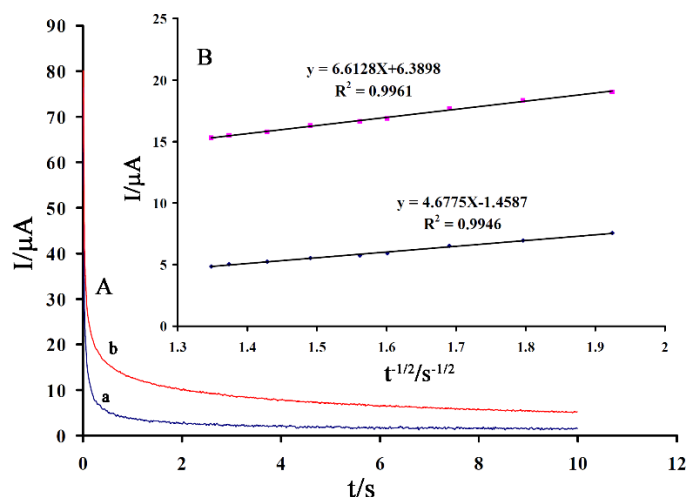 90
80
70
60
50
40
30
20
10
0
I/µA
A
b
a
0
2
4
6
8
10
12
t/s
B
25
20
15
10
5
0
I/µA
y = 6.6128X+6.3898
R² = 0.9961
y = 4.6775X-1.4587
R² = 0.9946
1.3
1.4
1.5
1.6
1.7
1.8
1.9
2
t⁻¹/²/s⁻¹/²